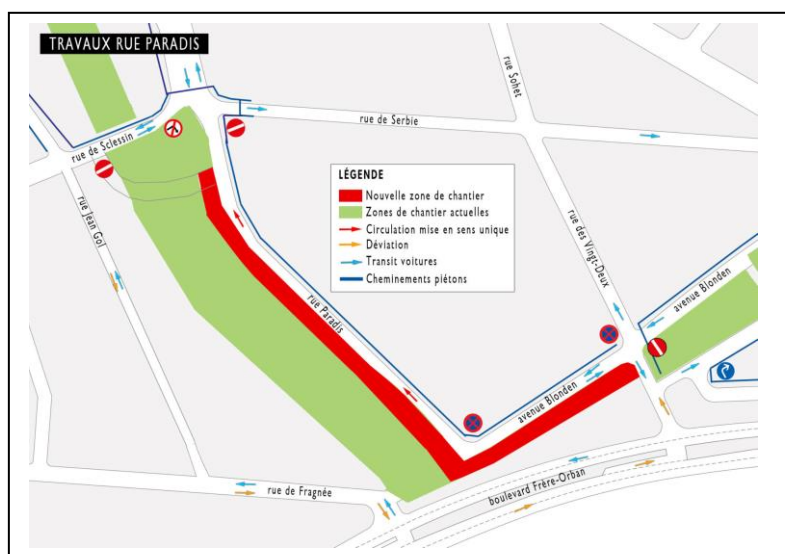 TRAVAUX RUE PARADIS
rue Sohet
rue de Serbie
rue de Sclessin
LÉGENDE
Nouvelle zone de chantier
Zones de chantier actuelles
Circulation mise en sens unique
Déviation
Transit voitures
Cheminements piétons
rue Jean Gol
rue des Vingt-Deux
avenue Blonden
rue Paradis
avenue Blonden
rue de Fragnée
boulevard Frère-Orban